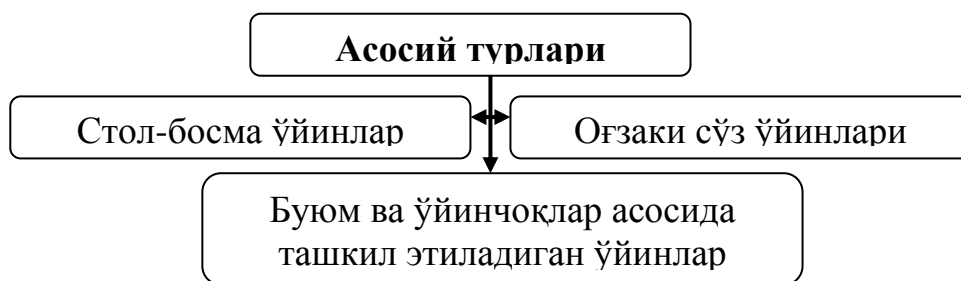 Асосий турлари
Стол-босма ўйинлар
Оғзаки сўз ўйинлари
Буюм ва ўйинчоқлар асосида
ташкил этиладиган ўйинлар